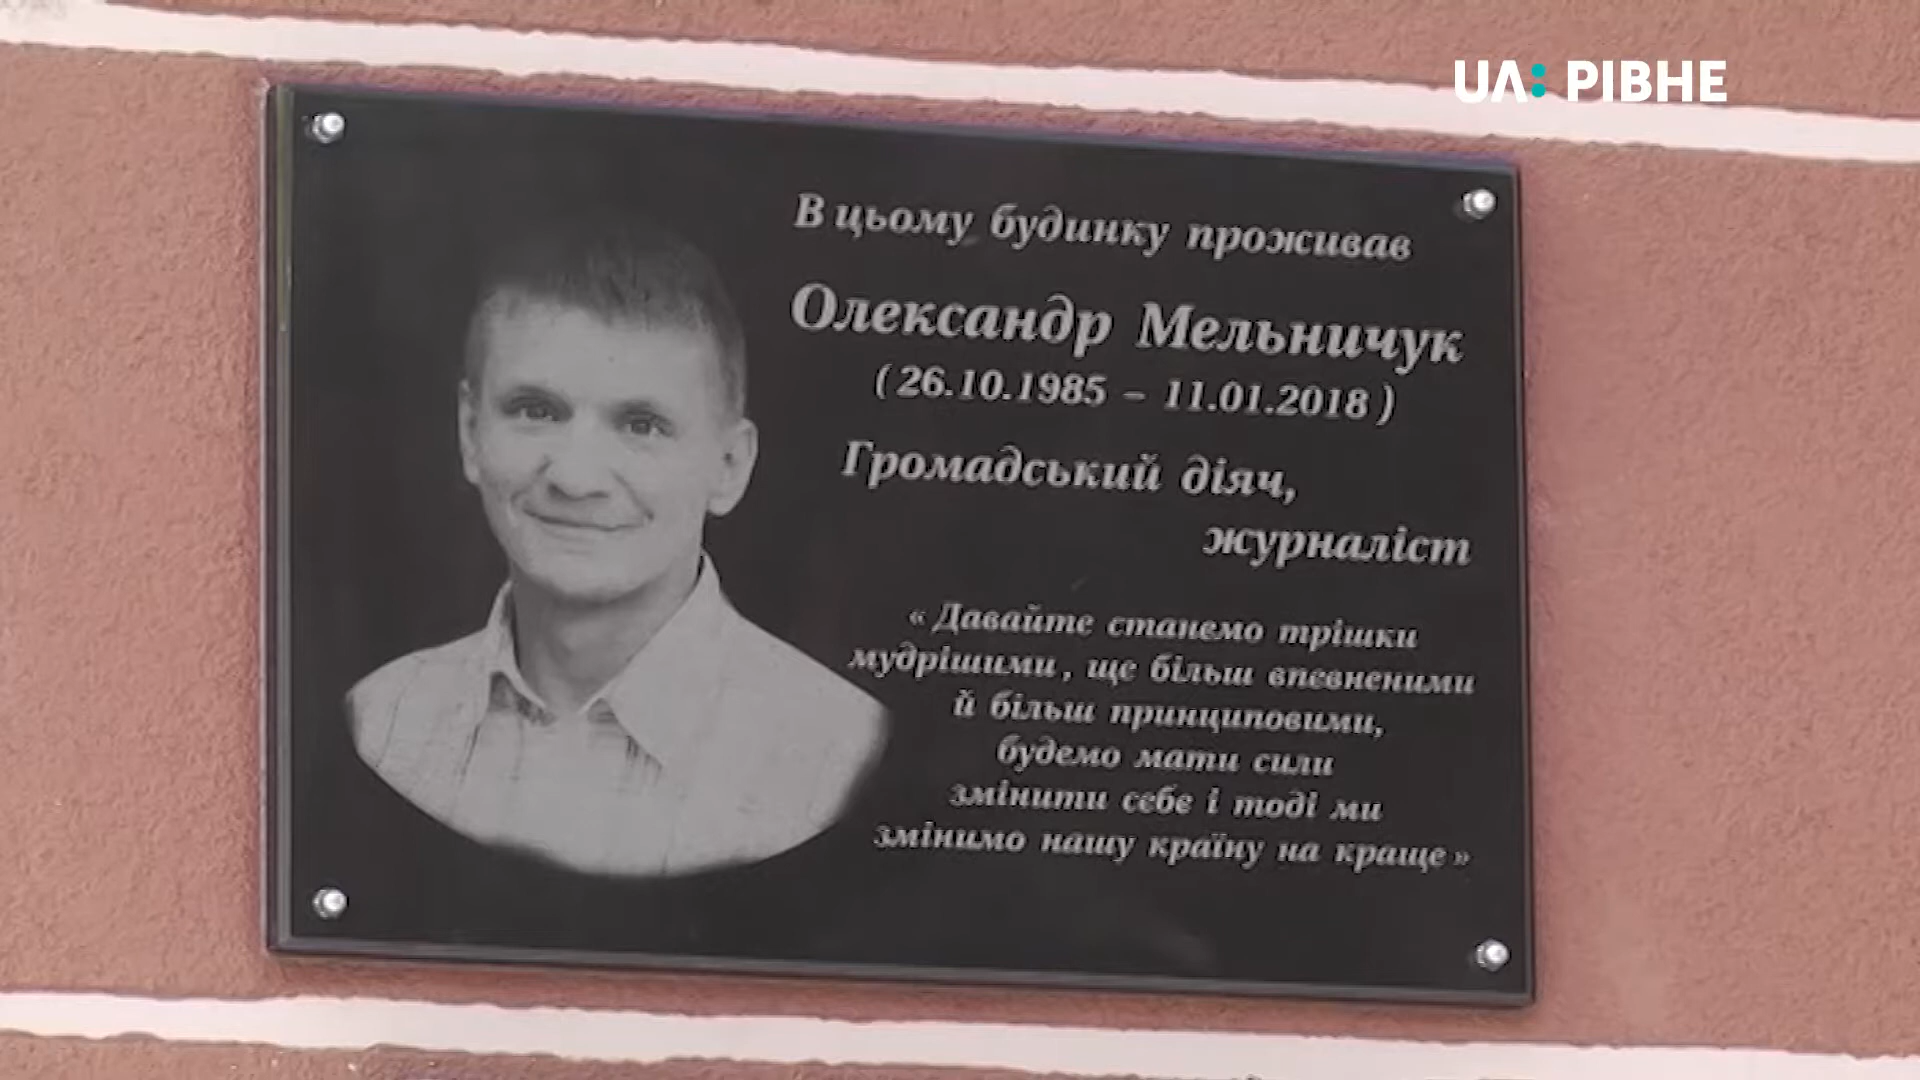 UA: РІВНЕ
В цьому будинку проживав
Олександр Мельничук
( 26.10.1985 – 11.01.2018 )
Громадський діяч,
журналіст
« Давайте станемо трішки
мудрішими, ще більш впевненими
й більш принциповими,
будемо мати сили
змінити себе і тоді ми
змінимо нашу країну на краще »